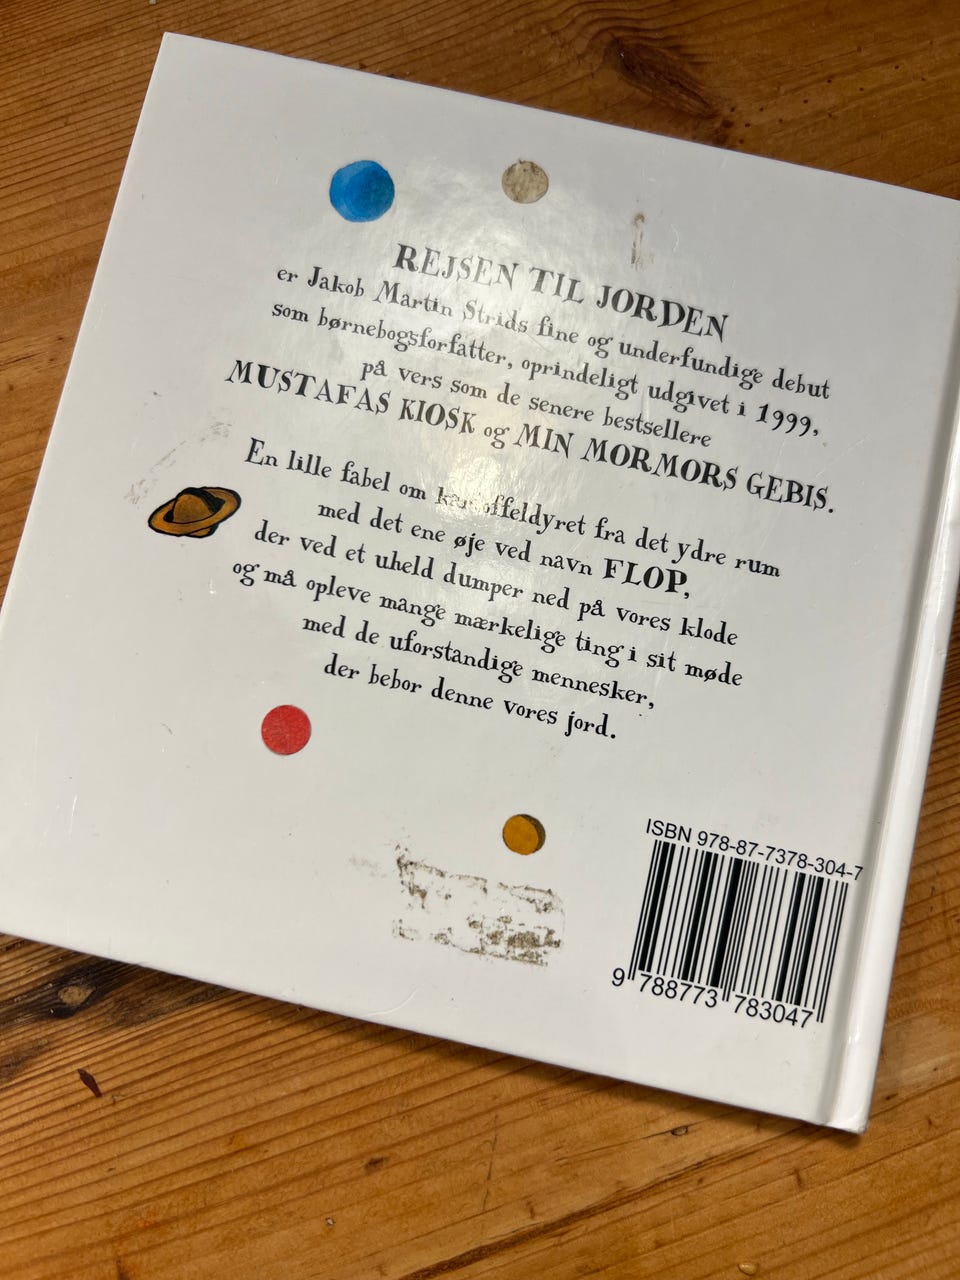 REJSEN TIL JORDEN
er Jakob Martin Strids fine og underfundige debut
som børnebogsforfatter, oprindeligt udgivet i 1999,
på vers som de senere bestsellere
MUSTAFAS KIOSK og MIN MORMORS GEBIS.
En lille fabel om kartoffeldyret fra det ydre rum
med det ene øje ved navn FLOP,
der ved et uheld dumper ned på vores klode
og må opleve mange mærkelige ting i sit møde
med de uforstandige mennesker,
der bebor denne vores jord.
ISBN 978-87-7378-304-7
9 788773 783047